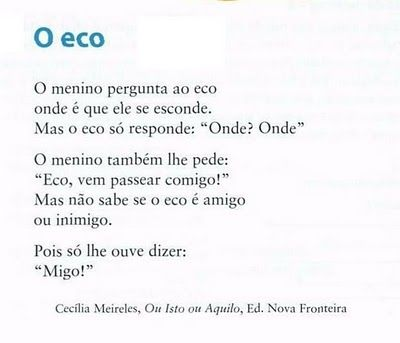 O eco
O menino pergunta ao eco
onde é que ele se esconde.
Mas o eco só responde: “Onde? Onde”
O menino também lhe pede:
“Eco, vem passear comigo!”
Mas não sabe se o eco é amigo
ou inimigo.
Pois só lhe ouve dizer:
“Migo!”
Cecília Meireles, Ou Isto ou Aquilo, Ed. Nova Fronteira